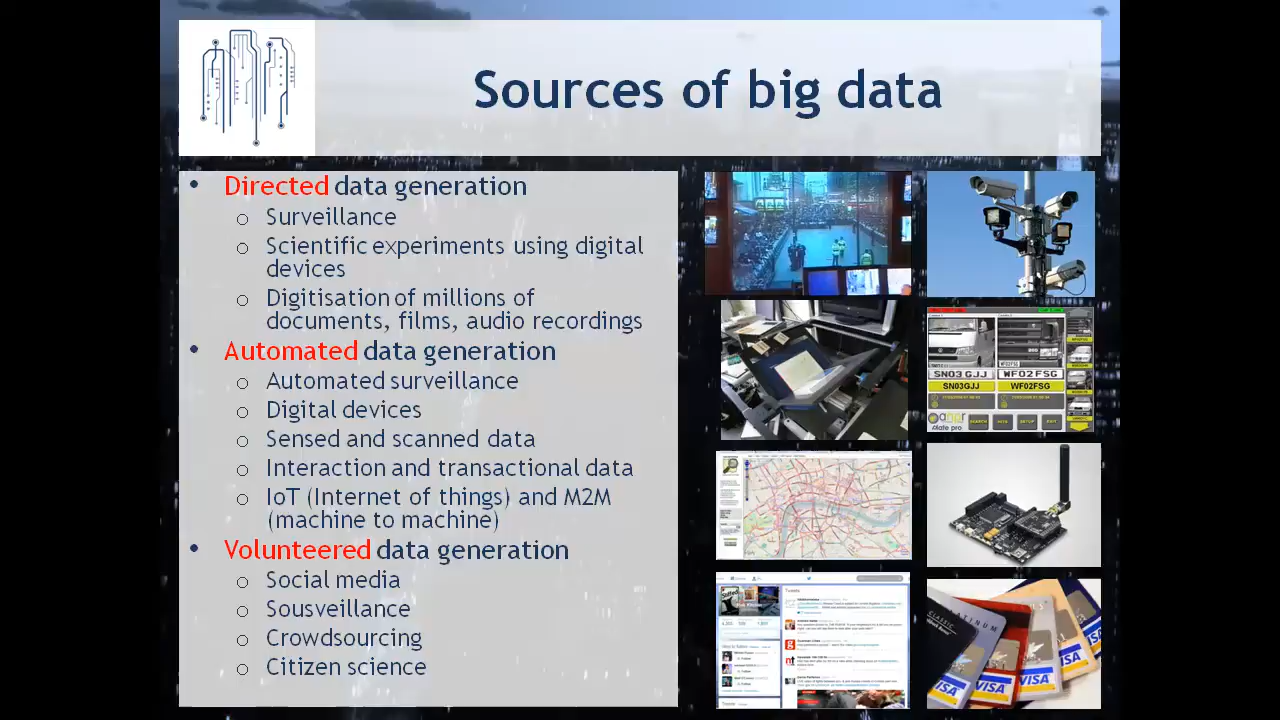 Sources of big data
• Directed data generation
o Surveillance
o Scientific experiments using digital
devices
o Digitisation of millions of
documents, films, audio recordings
• Automated data generation
o Automated surveillance
o Digital devices
o Sensed and scanned data
o Interaction and transactional data
o IoT (Internet of things) and M2M
(machine to machine)
• Volunteered data generation
o Social media
o Sousveillance
o Crowdsourcing
o Citizen science
SN03 GJJ
WF02FSG
SN03GJJ
WF02FSG
Tweets
PLATINUM
VISA
VISA
VISA